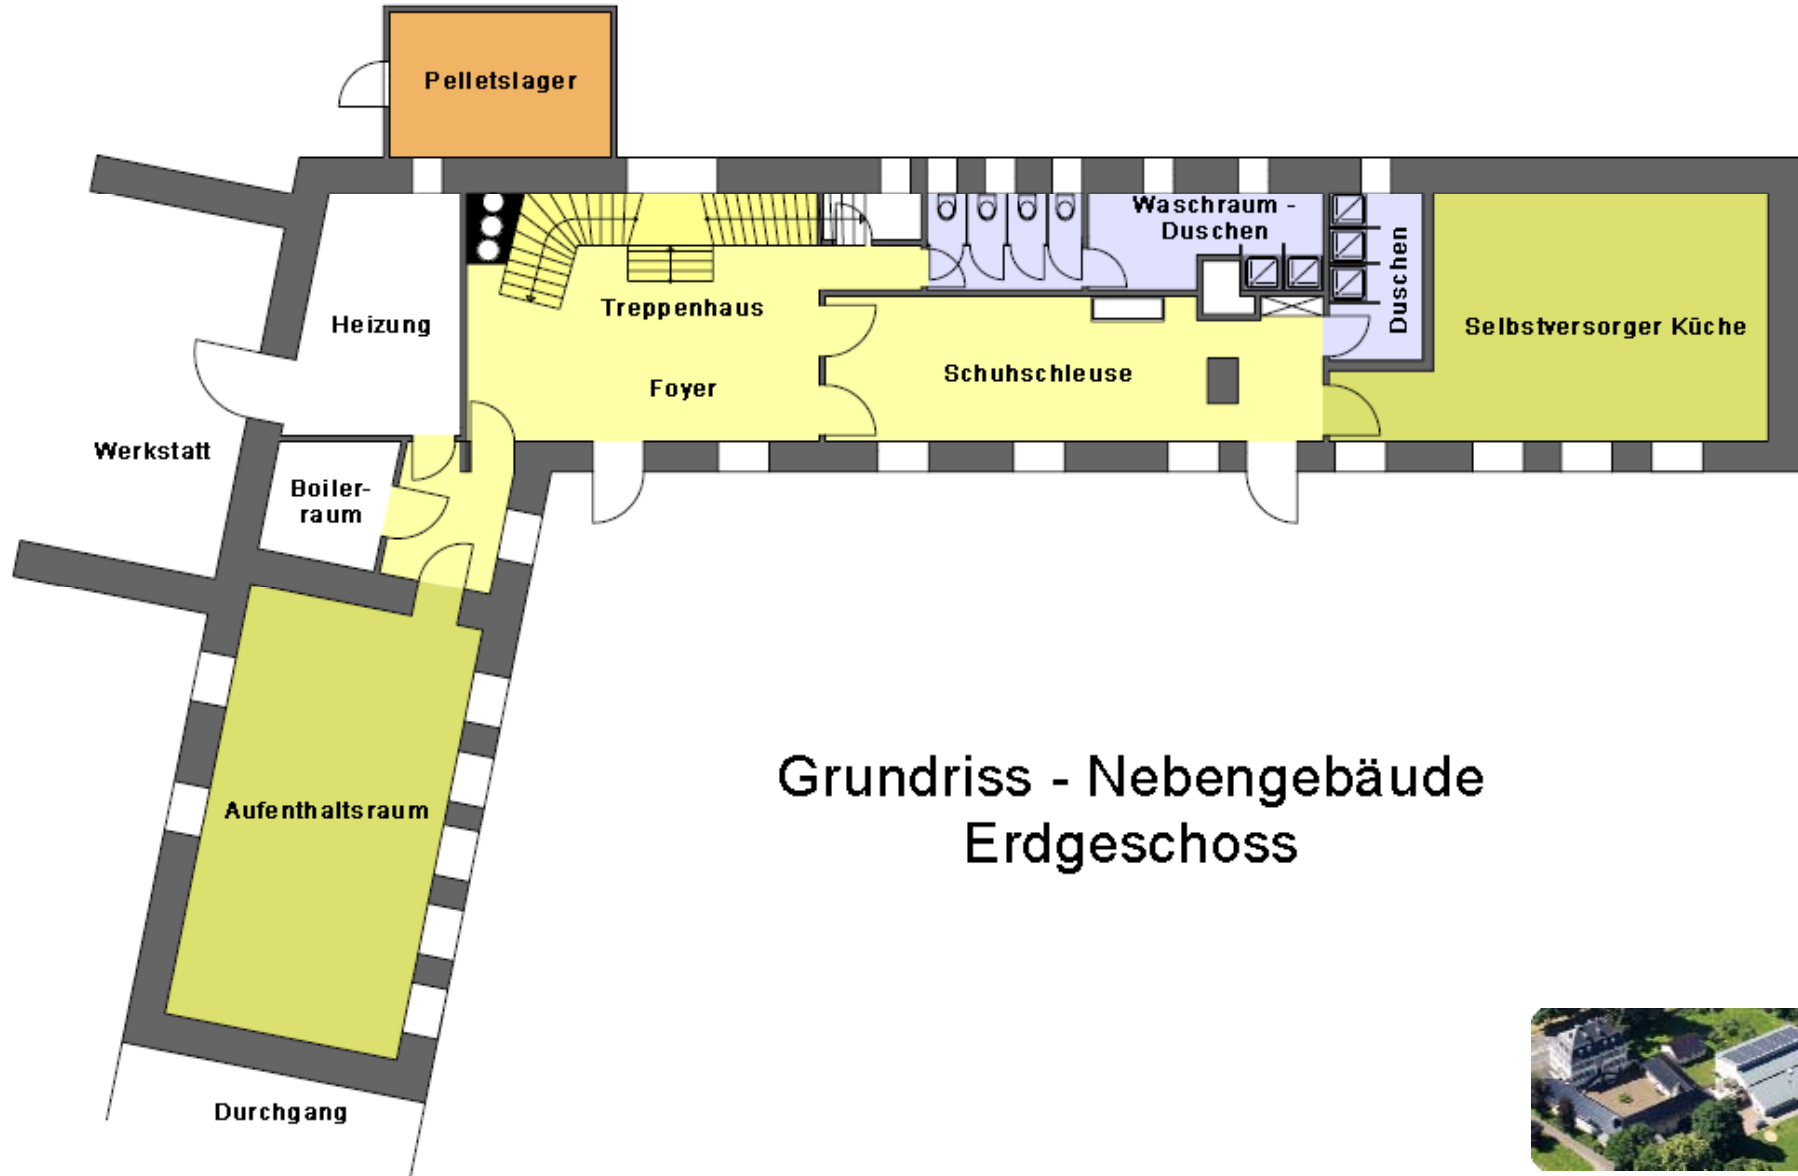 Pelletslager
Waschraum -
Duschen
Duschen
Treppenhaus
Heizung
Selbstversorger Küche
Schuhschleuse
Foyer
Werkstatt
Boiler-
raum
Aufenthaltsraum
Grundriss - Nebengebäude
Erdgeschoss
Durchgang